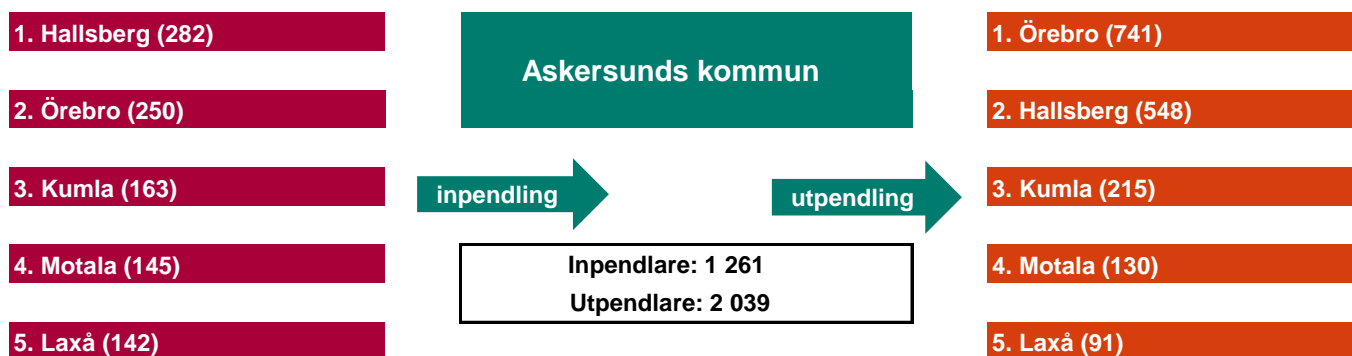 1. Hallsberg (282)
2. Örebro (250)
3. Kumla (163)
4. Motala (145)
5. Laxå (142)
Askersunds kommun
inpendling
utpendling
Inpendlare: 1 261
Utpendlare: 2 039
1. Örebro (741)
2. Hallsberg (548)
3. Kumla (215)
4. Motala (130)
5. Laxå (91)